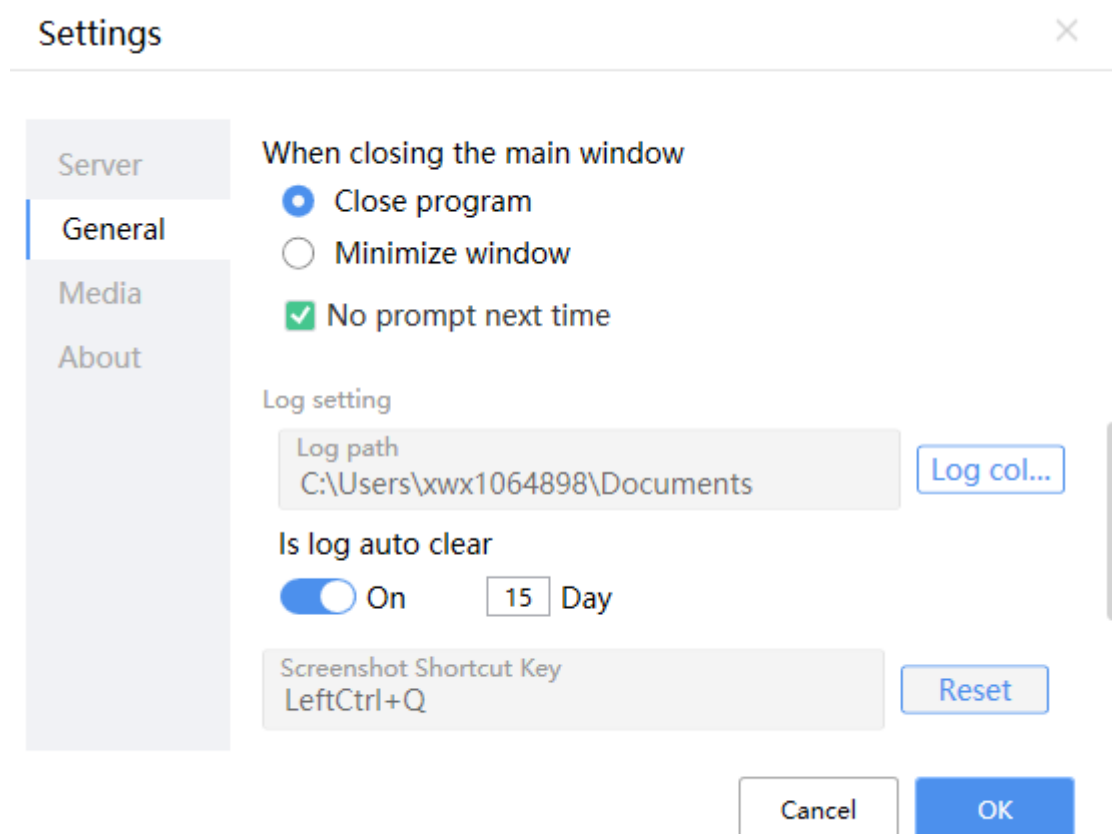 Settings
Server
General
Media
About
When closing the main window
Close program
Minimize window
No prompt next time
Log setting
Log path
C:\Users\xwx1064898\Documents
Log col...
Is log auto clear
On 15 Day
Screenshot Shortcut Key
LeftCtrl+Q
Reset
Cancel OK